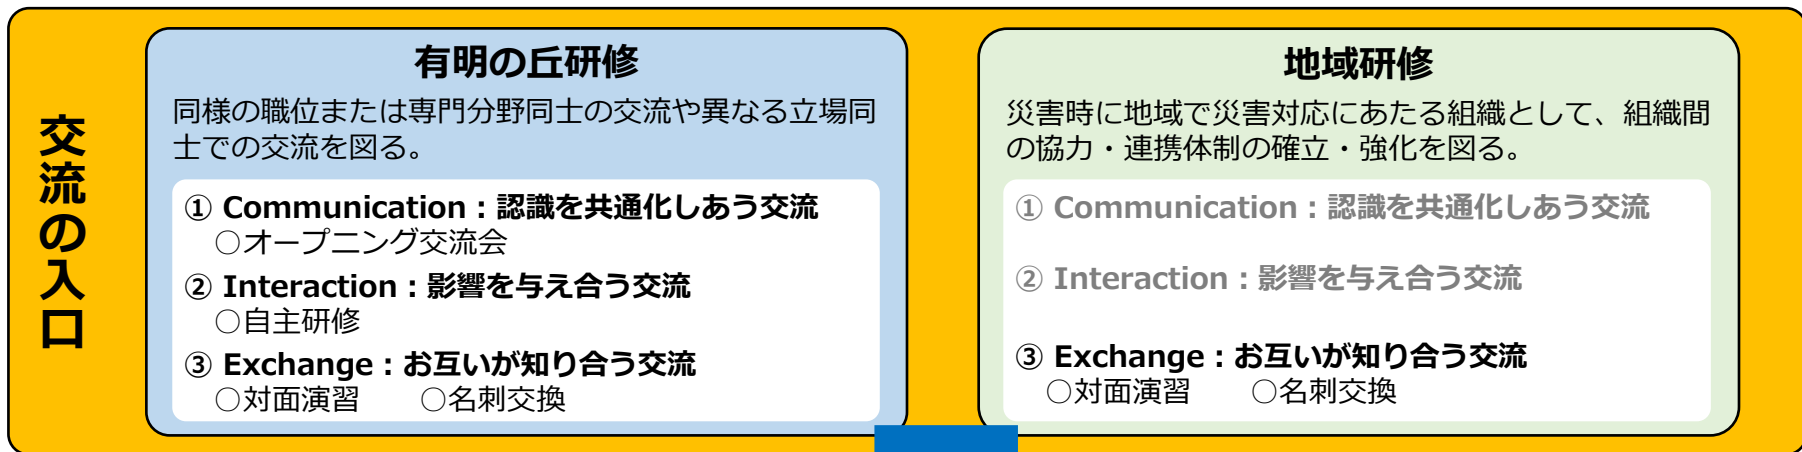 交流の入口
有明の丘研修
同様の職位または専門分野同士の交流や異なる立場同
士での交流を図る。
① Communication：認識を共通化しあう交流
○オープニング交流会
② Interaction：影響を与え合う交流
○自主研修
③ Exchange：お互いが知り合う交流
○対面演習　　○名刺交換
地域研修
災害時に地域で災害対応にあたる組織として、組織間
の協力・連携体制の確立・強化を図る。
① Communication：認識を共通化しあう交流
② Interaction：影響を与え合う交流
③ Exchange：お互いが知り合う交流
○対面演習　　○名刺交換